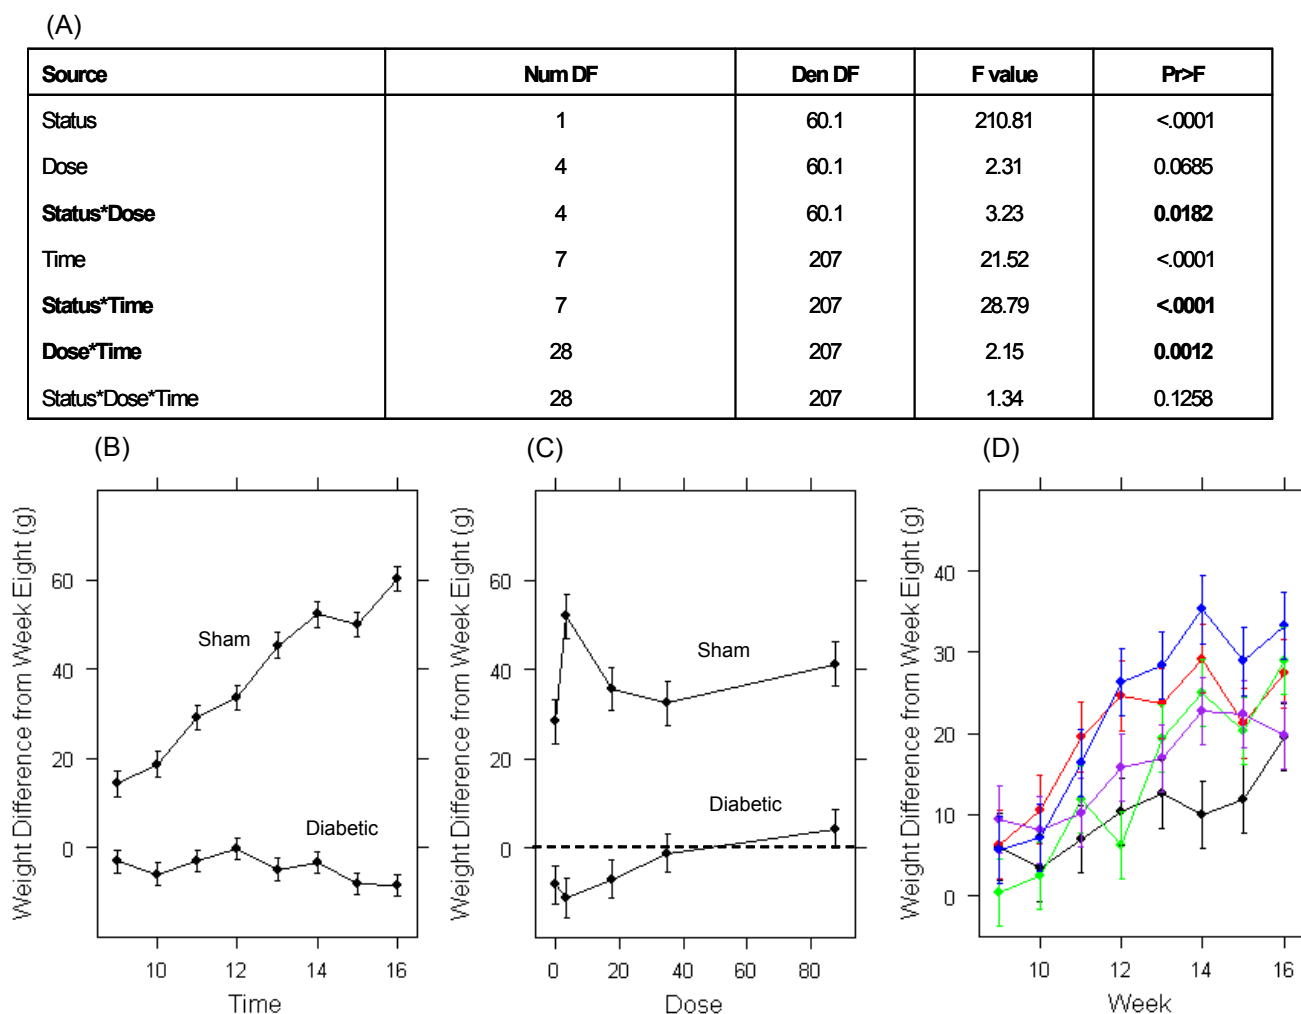 (A)
Source Num DF Den DF F value Pr>F
Status 1 60.1 210.81 <.0001
Dose 4 60.1 2.31 0.0685
Status*Dose 4 60.1 3.23 0.0182
Time 7 207 21.52 <.0001
Status*Time 7 207 28.79 <.0001
Dose*Time 28 207 2.15 0.0012
Status*Dose*Time 28 207 1.34 0.1258
(B)
Weight Difference from Week Eight (g)
60
40
20
0
Sham
Diabetic
10 12 14 16
Time
(C)
Weight Difference from Week Eight (g)
60
40
20
0
Sham
Diabetic
0 20 40 60 80
Dose
(D)
Weight Difference from Week Eight (g)
40
30
20
10
0
10 12 14 16
Week